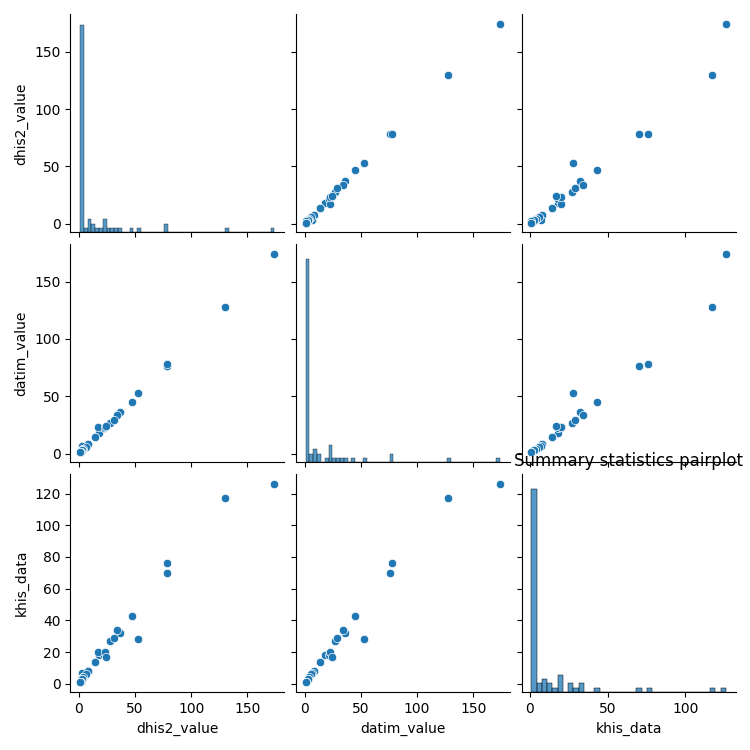 dhis2_value
150
100
50
0
datim_value
150
100
50
0
Summary statistics pairplot
khis_data
120
100
80
60
40
20
0
0 50 100 150
0 50 100 150
0 50 100
dhis2_value datim_value khis_data